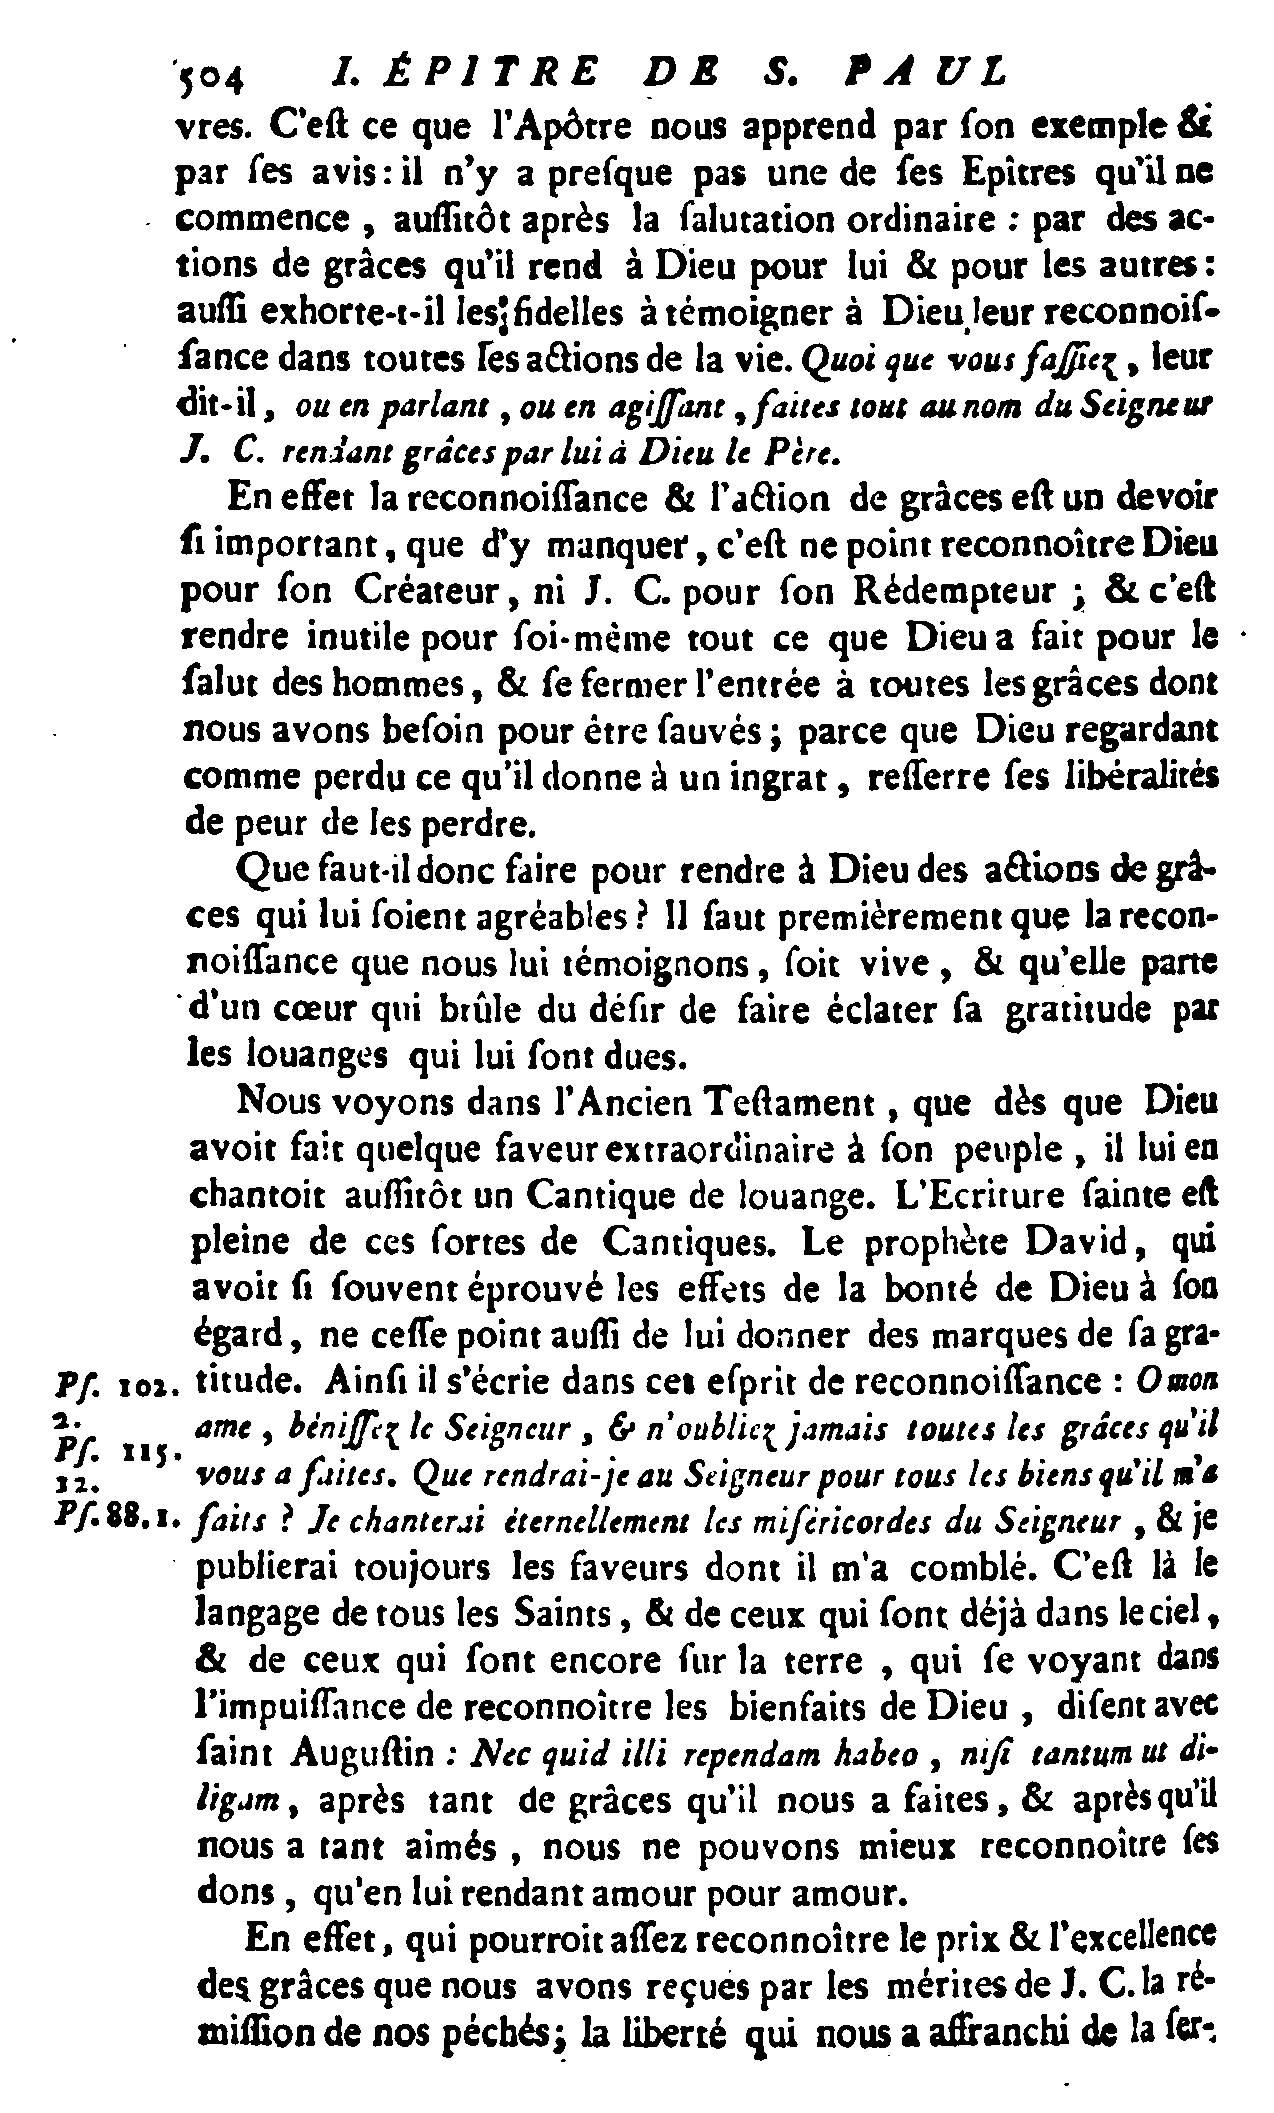 504 I. ÉPITRE DE S. PAUL
vres. C'eſt ce que l'Apôtre nous apprend par ſon exemple &
par ſes avis: il n'y a preſque pas une de ſes Epîtres qu'il ne
commence, auſſitôt après la ſalutation ordinaire : par des ac-
tions de grâces qu'il rend à Dieu pour lui & pour les autres:
auſſi exhorte-t-il les fidelles à témoigner à Dieu leur reconnoiſ-
ſance dans toutes les actions de la vie. Quoi que vous faſſiez, leur
dit-il, ou en parlant, ou en agiſſant, faites tout au nom du Seigneur
J. C. rendant grâces par lui à Dieu le Père.
En effet la reconnoiſſance & l'action de grâces eſt un devoir
ſi important, que d'y manquer, c'eſt ne point reconnoître Dieu
pour ſon Créateur, ni J. C. pour ſon Rédempteur ; & c'eſt
rendre inutile pour ſoi-même tout ce que Dieu a fait pour le
ſalut des hommes, & ſe fermer l'entrée à toutes les grâces dont
nous avons beſoin pour être ſauvés; parce que Dieu regardant
comme perdu ce qu'il donne à un ingrat, reſſerre ſes libéralités
de peur de les perdre.
Que faut-il donc faire pour rendre à Dieu des actions de grâ-
ces qui lui ſoient agréables? Il faut premièrement que la recon-
noiſſance que nous lui témoignons, ſoit vive, & qu'elle parte
d'un cœur qui brûle du déſir de faire éclater ſa gratitude par
les louanges qui lui ſont dues.
Nous voyons dans l'Ancien Teſtament, que dès que Dieu
avoit fait quelque faveur extraordinaire à ſon peuple, il lui en
chantoit auſſitôt un Cantique de louange. L'Ecriture ſainte eſt
pleine de ces ſortes de Cantiques. Le prophète David, qui
avoit ſi ſouvent éprouvé les effets de la bonté de Dieu à ſon
égard, ne ceſſe point auſſi de lui donner des marques de ſa gra-
Pſ. 102. titude. Ainſi il s'écrie dans cet eſprit de reconnoiſſance : O mon
2. ame, béniſſez le Seigneur, & n'oubliez jamais toutes les grâces qu'il
Pſ. 115.
12. vous a faites. Que rendrai-je au Seigneur pour tous les biens qu'il m'a
Pſ. 88. 1. faits ? Je chanterai éternellement les miſéricordes du Seigneur, & je
publierai toujours les faveurs dont il m'a comblé. C'eſt là le
langage de tous les Saints, & de ceux qui ſont déjà dans le ciel,
& de ceux qui ſont encore ſur la terre, qui ſe voyant dans
l'impuiſſance de reconnoître les bienfaits de Dieu, diſent avec
ſaint Auguſtin : Nec quid illi rependam habeo, niſi tantum ut di-
ligam, après tant de grâces qu'il nous a faites, & après qu'il
nous a tant aimés, nous ne pouvons mieux reconnoître ſes
dons, qu'en lui rendant amour pour amour.
En effet, qui pourroit aſſez reconnoître le prix & l'excellence
des grâces que nous avons reçues par les mérites de J. C. la ré-
miſſion de nos péchés; la liberté qui nous a affranchi de la ſer-